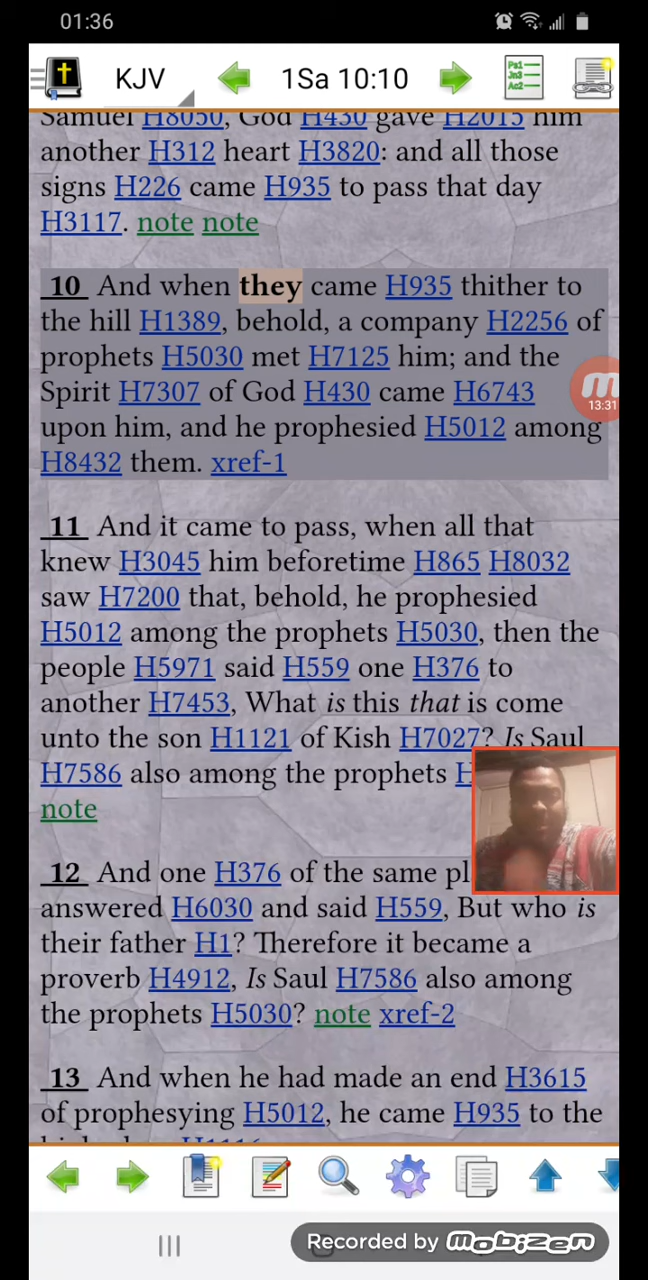 01:36
KJV 1Sa 10:10
Ps1
Jn3
Ac2
Samuel H8050, God H430 gave H2015 him
another H312 heart H3820: and all those
signs H226 came H935 to pass that day
H3117. note note
10 And when they came H935 thither to
the hill H1389, behold, a company H2256 of
prophets H5030 met H7125 him; and the
Spirit H7307 of God H430 came H6743
13:31
upon him, and he prophesied H5012 among
H8432 them. xref-1
11 And it came to pass, when all that
knew H3045 him beforetime H865 H8032
saw H7200 that, behold, he prophesied
H5012 among the prophets H5030, then the
people H5971 said H559 one H376 to
another H7453, What is this that is come
unto the son H1121 of Kish H7027? Is Saul
H7586 also among the prophets H
note
12 And one H376 of the same pl
answered H6030 and said H559, But who is
their father H1? Therefore it became a
proverb H4912, Is Saul H7586 also among
the prophets H5030? note xref-2
13 And when he had made an end H3615
of prophesying H5012, he came H935 to the
Recorded by mobizen